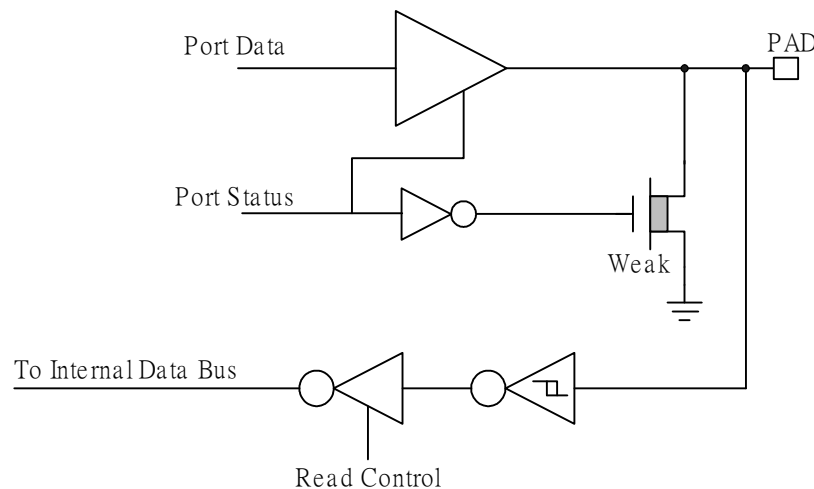 Port Data
PAD
Port Status
Weak
To Internal Data Bus
Read Control